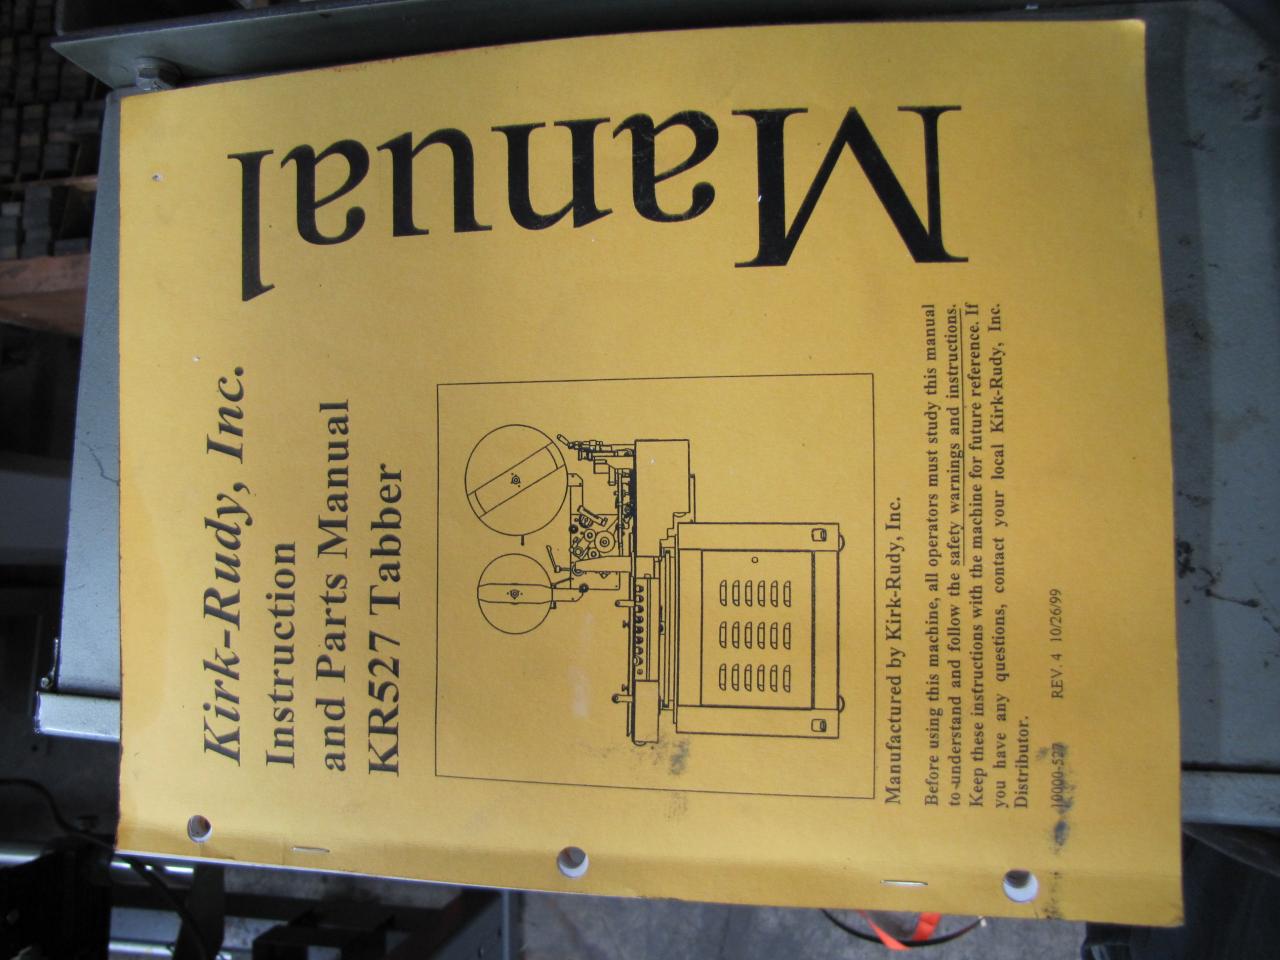 Kirk-Rudy, Inc.
Instruction
and Parts Manual
KR527 Tabber
Manual
Manufactured by Kirk-Rudy, Inc.
Before using this machine, all operators must study this manual
to understand and follow the safety warnings and instructions.
Keep these instructions with the machine for future reference. If
you have any questions, contact your local Kirk-Rudy, Inc.
Distributor.
10000-527 REV. 4 10/26/99